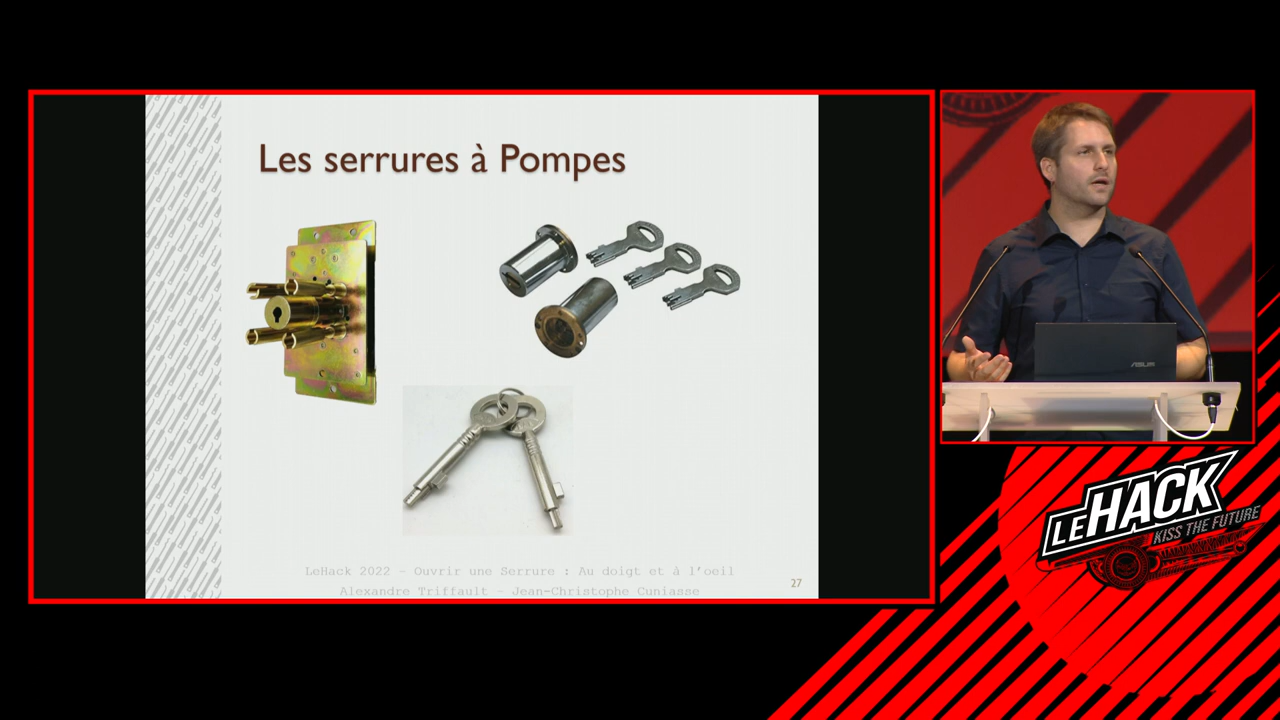 Les serrures à Pompes
LeHack 2022 - Ouvrir une Serrure : Au doigt et à l'oeil
Alexandre Triffault - Jean-Christophe Cuniasse
27
ASUS
LEHACK
KISS THE FUTURE